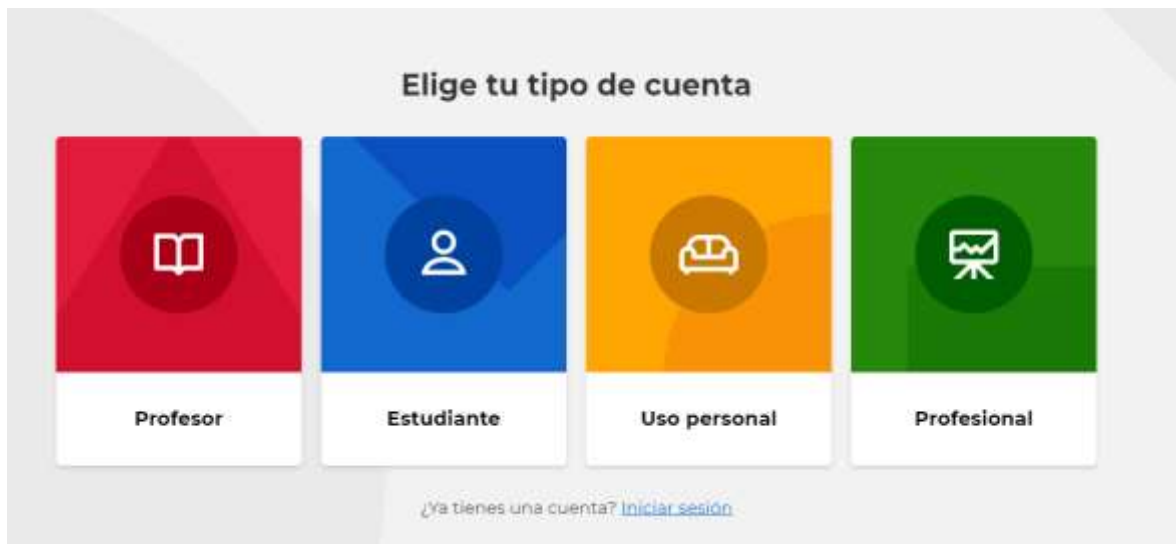 Elige tu tipo de cuenta
Profesor
Estudiante
Uso personal
Profesional
¿Ya tienes una cuenta? Iniciar sesión